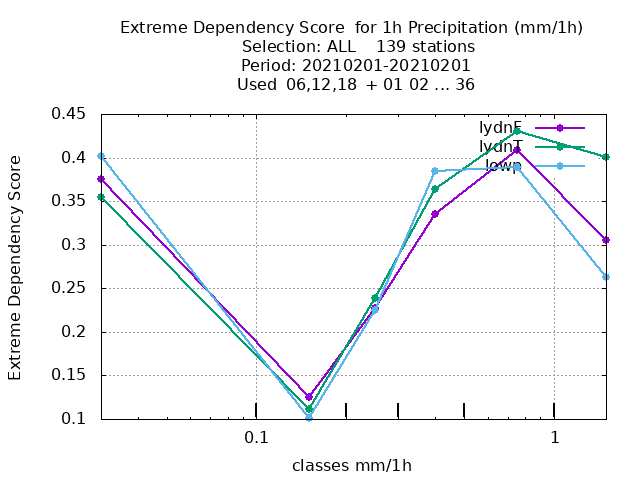 Extreme Dependency Score for 1h Precipitation (mm/1h)
Selection: ALL 139 stations
Period: 20210201-20210201
Used 06,12,18 + 01 02 ... 36
0.45
0.4
0.35
0.3
0.25
0.2
0.15
0.1
Extreme Dependency Score
lydnF
lydnT
lowp
0.1
1
classes mm/1h